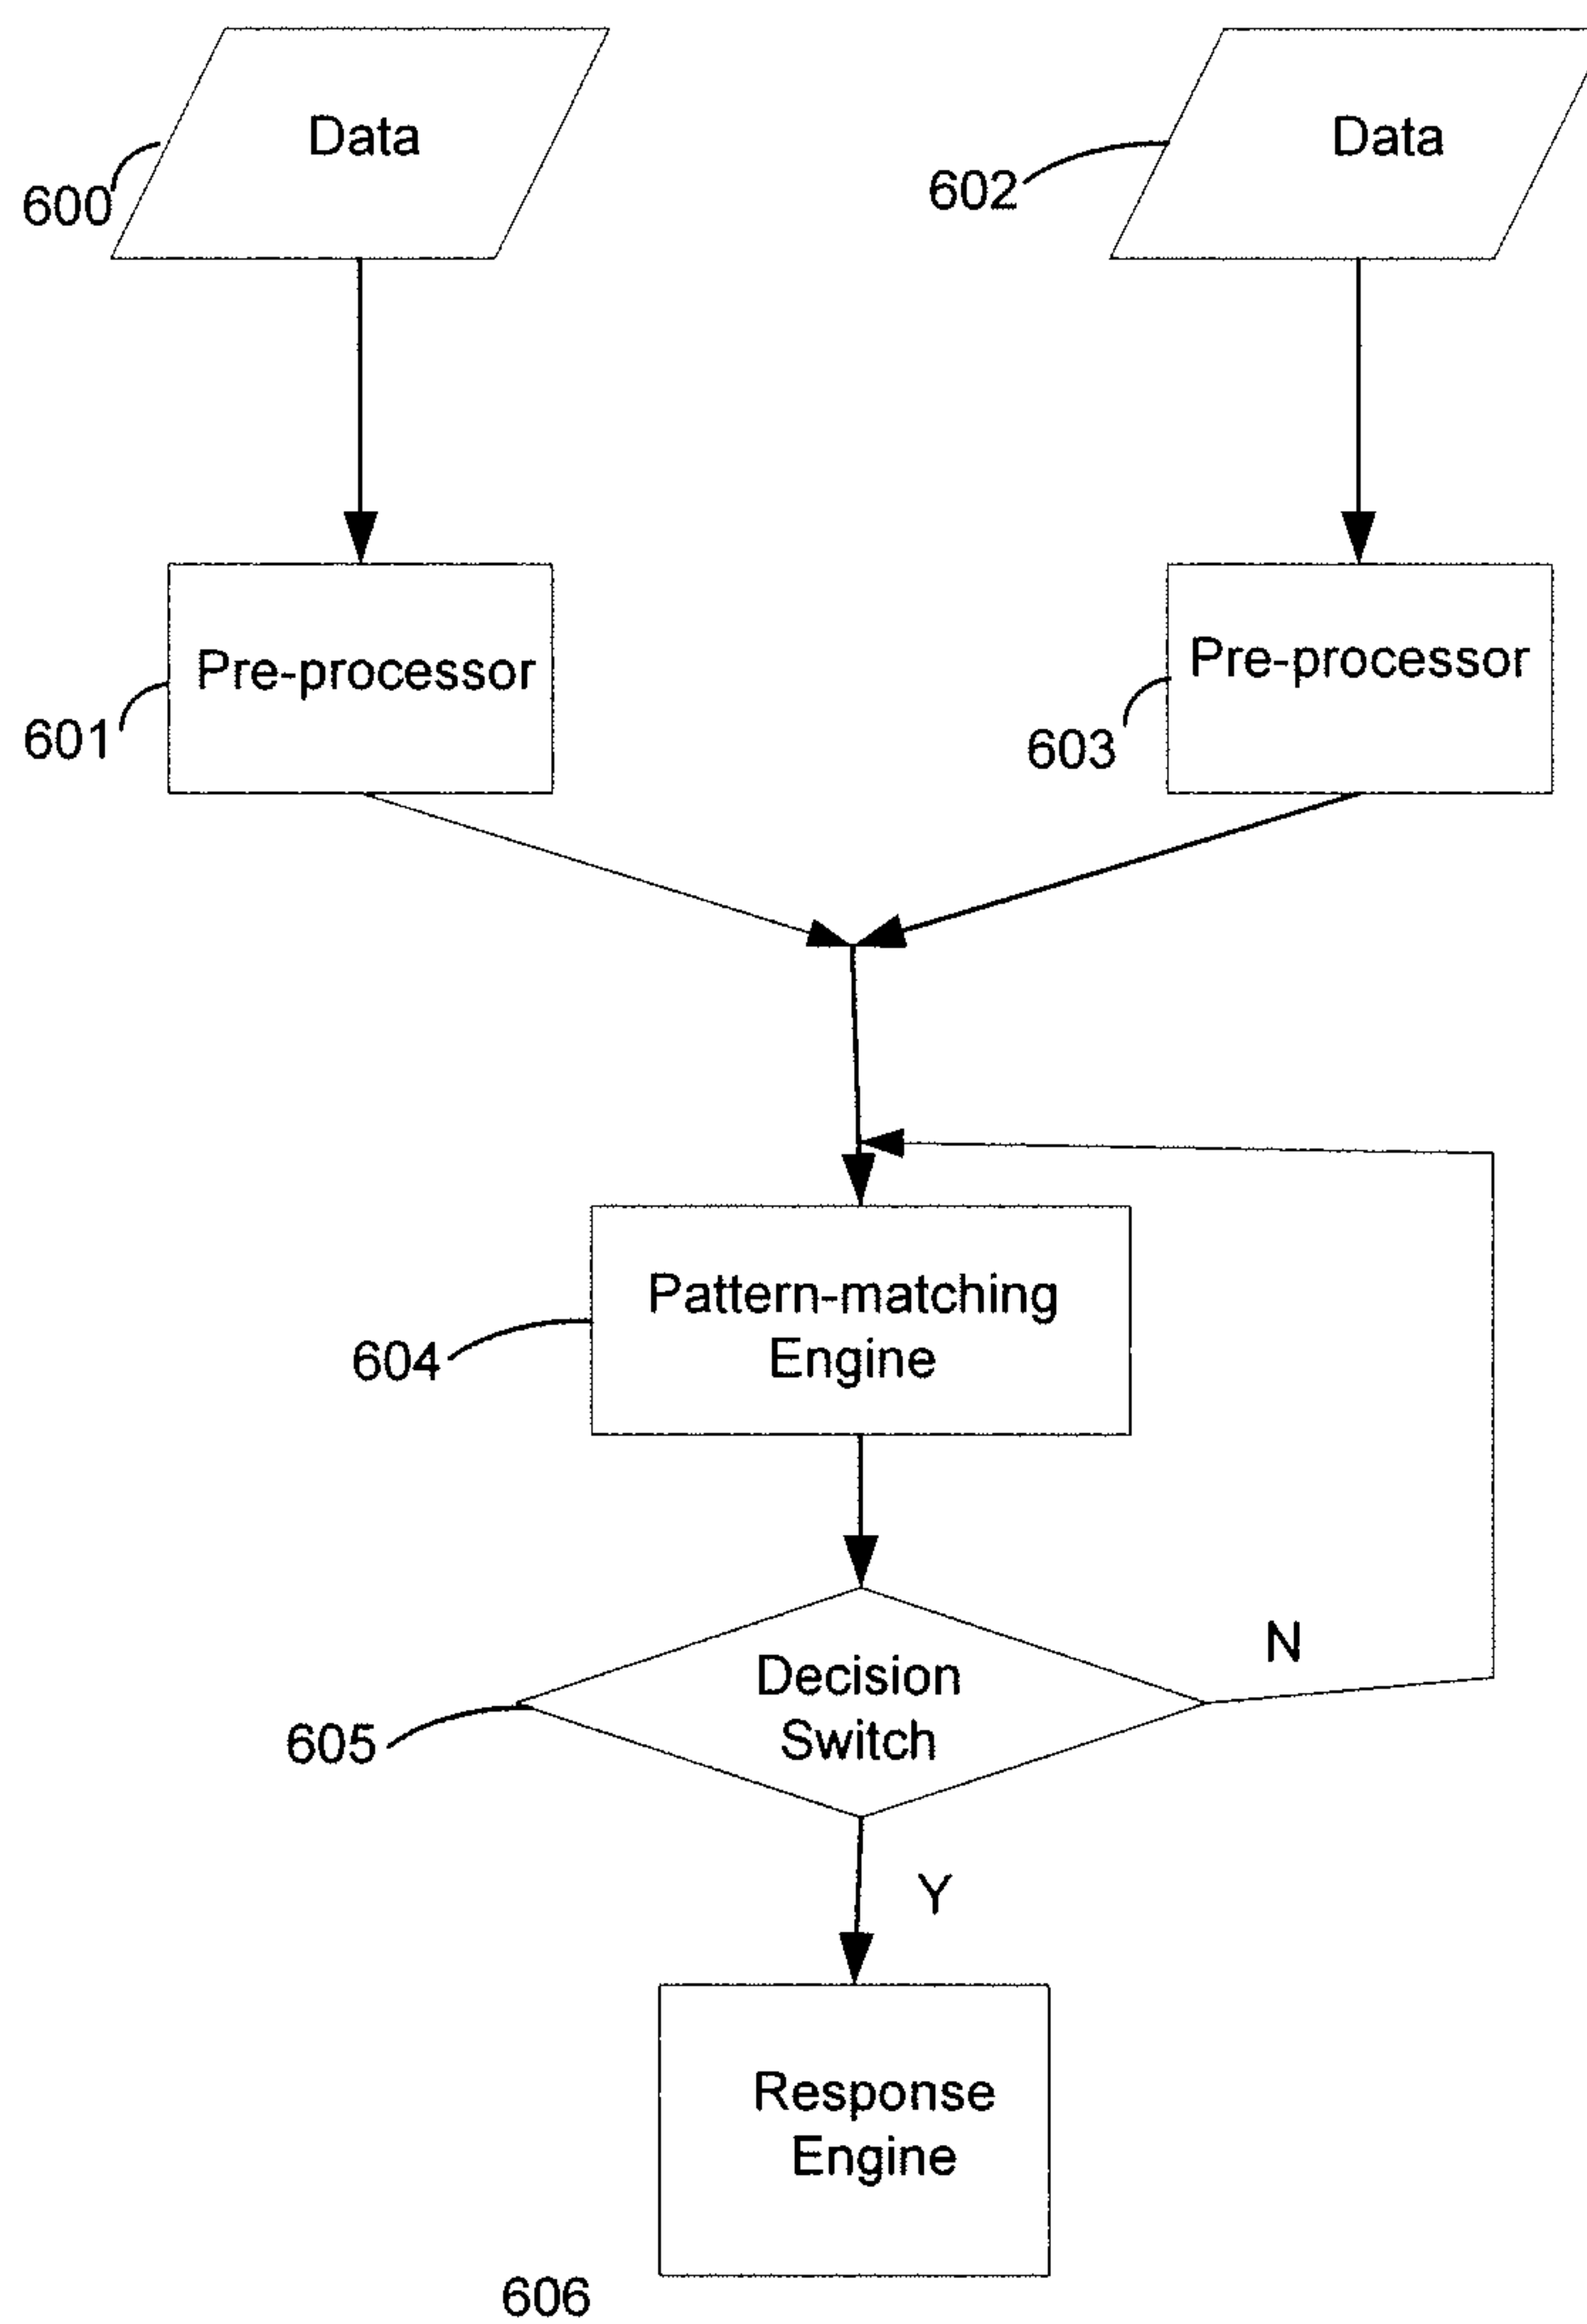 Data
Data
600
602
Pre-processor
Pre-processor
601
603
Pattern-matching
Engine
604
N
Decision
Switch
605
Y
Response
Engine
606